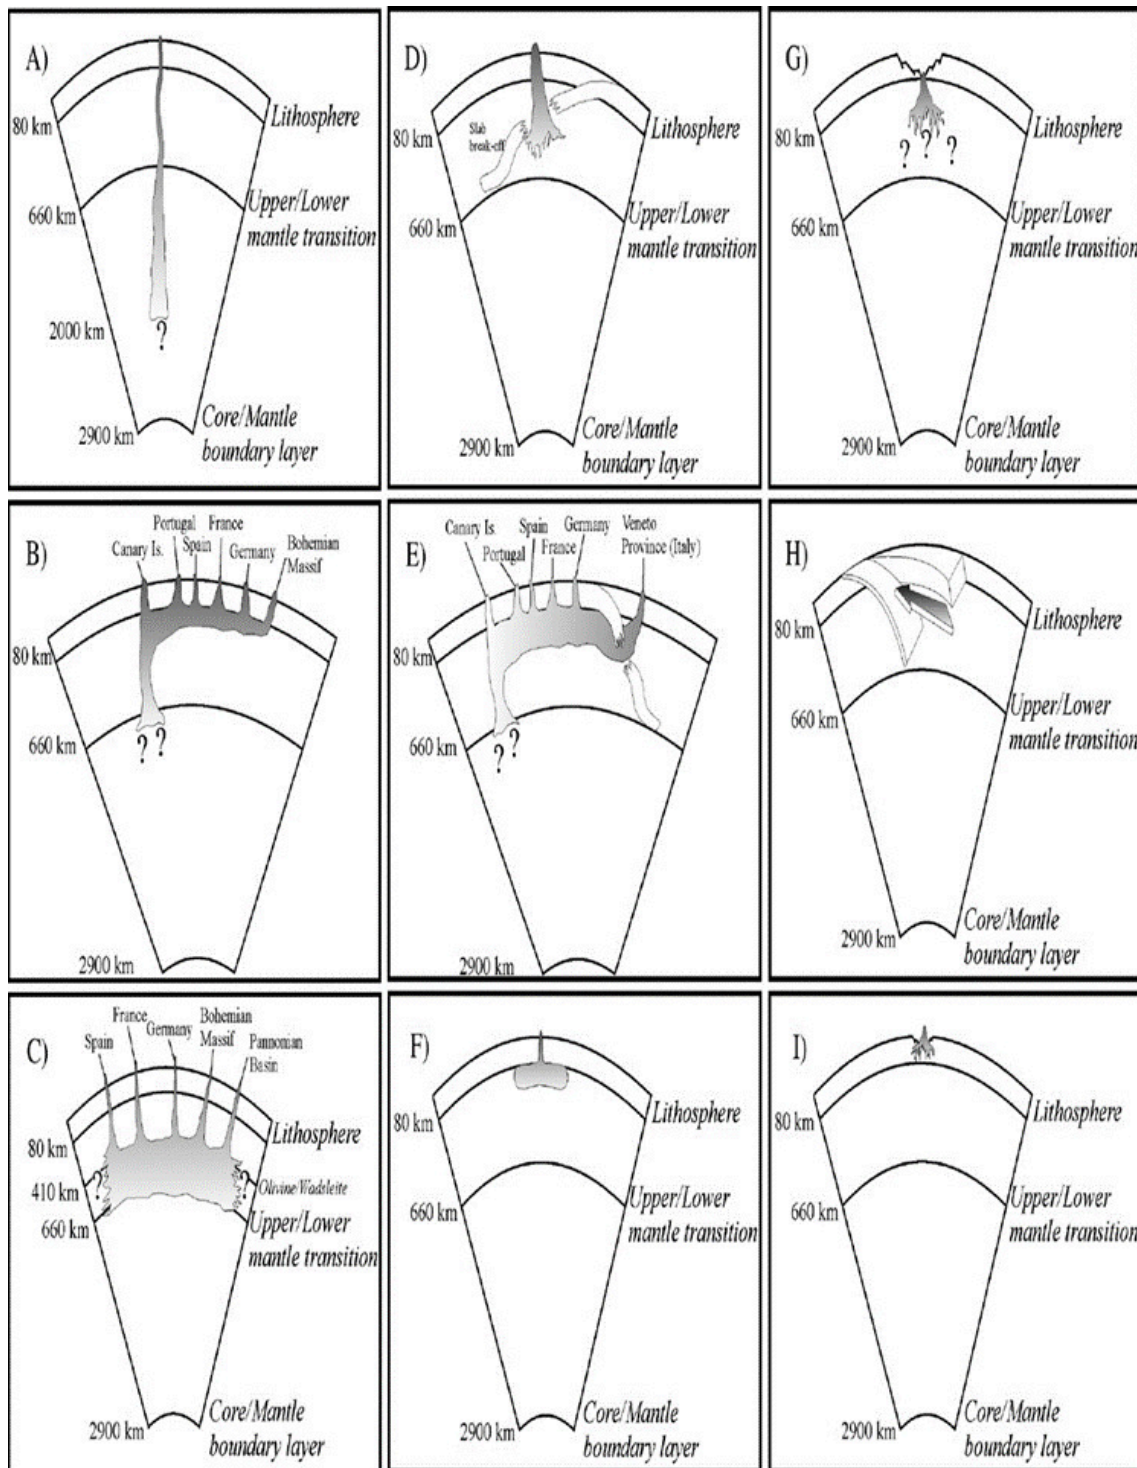 A)
80 km
Lithosphere
660 km
Upper/Lower
mantle transition
2000 km
?
2900 km
Core/Mantle
boundary layer
D)
Slab
break-off
80 km
Lithosphere
660 km
Upper/Lower
mantle transition
2900 km
Core/Mantle
boundary layer
G)
80 km
Lithosphere
? ? ?
660 km
Upper/Lower
mantle transition
2900 km
Core/Mantle
boundary layer
B)
Canary Is.
Portugal
Spain
France
Germany
Bohemian
Massif
80 km
660 km
? ?
2900 km
E)
Canary Is.
Portugal
Spain
France
Germany
Veneto
Province (Italy)
80 km
660 km
? ?
2900 km
H)
80 km
Lithosphere
660 km
Upper/Lower
mantle transition
2900 km
Core/Mantle
boundary layer
C)
Spain
France
Germany
Bohemian
Massif
Pannonian
Basin
80 km
Lithosphere
? ?
410 km
Olivine/Wadsleite
660 km
Upper/Lower
mantle transition
2900 km
Core/Mantle
boundary layer
F)
80 km
Lithosphere
660 km
Upper/Lower
mantle transition
2900 km
Core/Mantle
boundary layer
I)
80 km
Lithosphere
660 km
Upper/Lower
mantle transition
2900 km
Core/Mantle
boundary layer